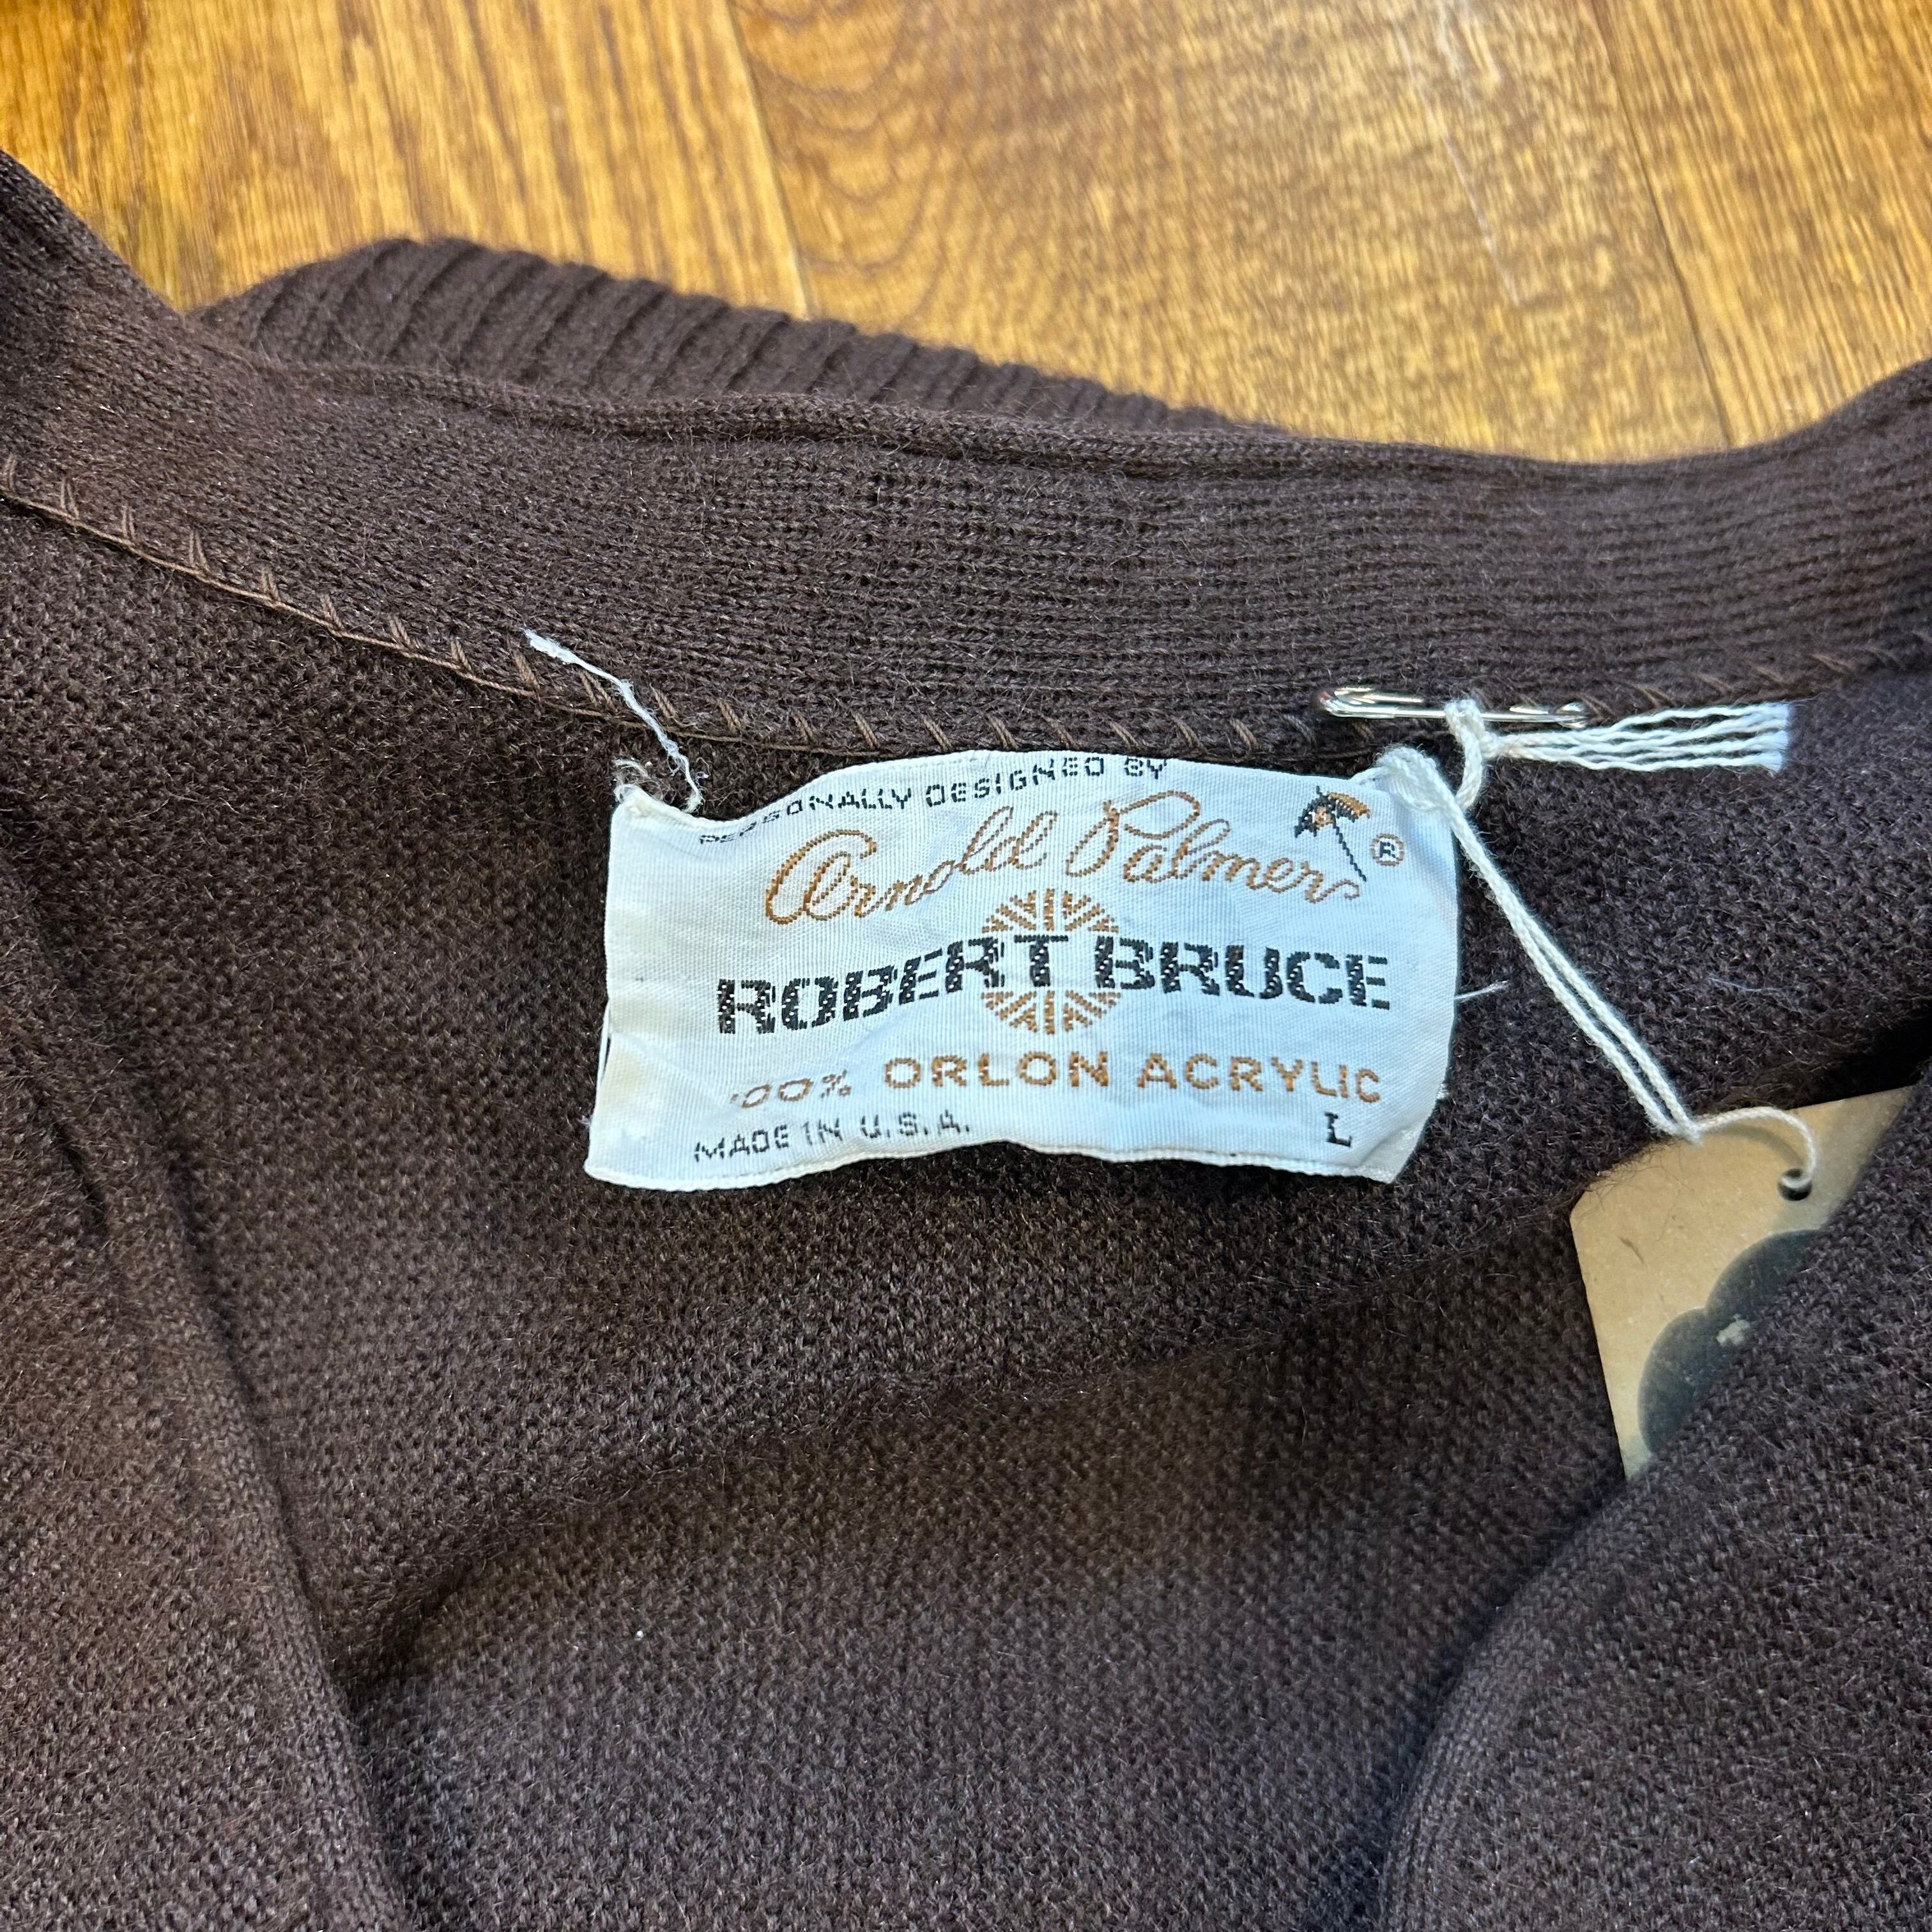 PERSONALLY DESIGNED BY
Arnold Palmer ®
ROBERT BRUCE
100% ORLON ACRYLIC
MADE IN U.S.A. L